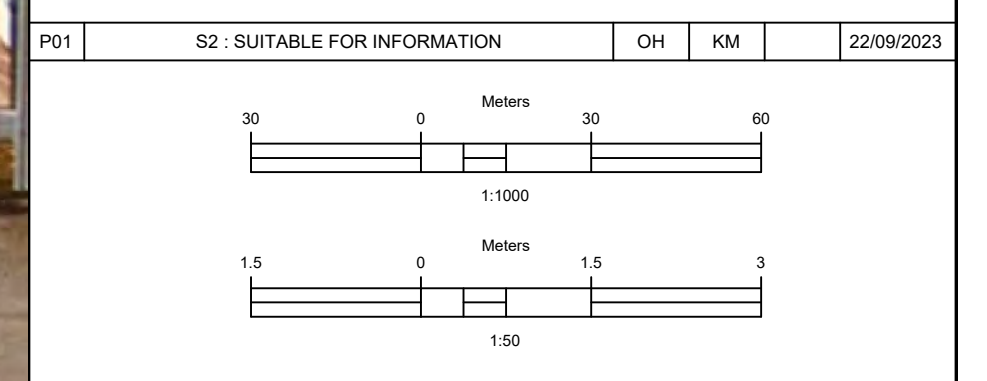 P01 S2 : SUITABLE FOR INFORMATION OH KM 22/09/2023
Meters
30 0 30 60
1:1000
Meters
1.5 0 1.5 3
1:50